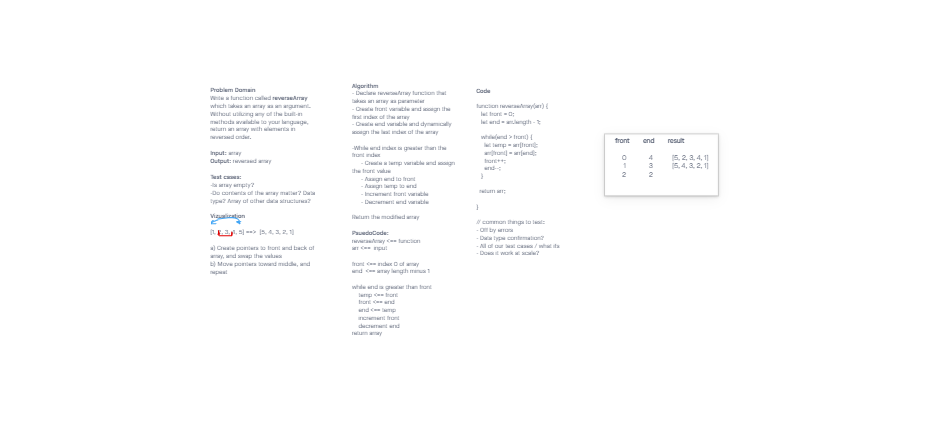 Problem Domain
Write a function called reverseArray
which takes an array as an argument.
Without utilizing any of the built-in
methods available to your language,
return an array with elements in
reversed order.
Input: array
Output: reversed array
Test cases:
-Is array empty?
-Do contents of the array matter? Data
type? Array of other data structures?
Vizualization
[1, 2, 3, 4, 5] ==> [5, 4, 3, 2, 1]
a) Create pointers to front and back of
array, and swap the values
b) Move pointers toward middle, and
repeat
Algorithm
- Declare reverseArray function that
takes an array as parameter
- Create front variable and assign the
first index of the array
- Create end variable and dynamically
assign the last index of the array
-While end index is greater than the
front index
- Create a temp variable and assign
the front value
- Assign end to front
- Assign temp to end
- Increment front variable
- Decrement end variable
Return the modified array
PsuedoCode:
reverseArray <== function
arr <== input
front <== index 0 of array
end <== array length minus 1
while end is greater than front
temp <== front
front <== end
end <== temp
increment front
decrement end
return array
Code
function reverseArray(arr) {
let front = 0;
let end = arr.length - 1;
while(end > front) {
let temp = arr[front];
arr[front] = arr[end];
front++;
end--;
}
return arr;
}
// common things to test:
- Off by errors
- Data type confirmation?
- All of our test cases / what ifs
- Does it work at scale?
front end result
0 4 [5, 2, 3, 4, 1]
1 3 [5, 4, 3, 2, 1]
2 2